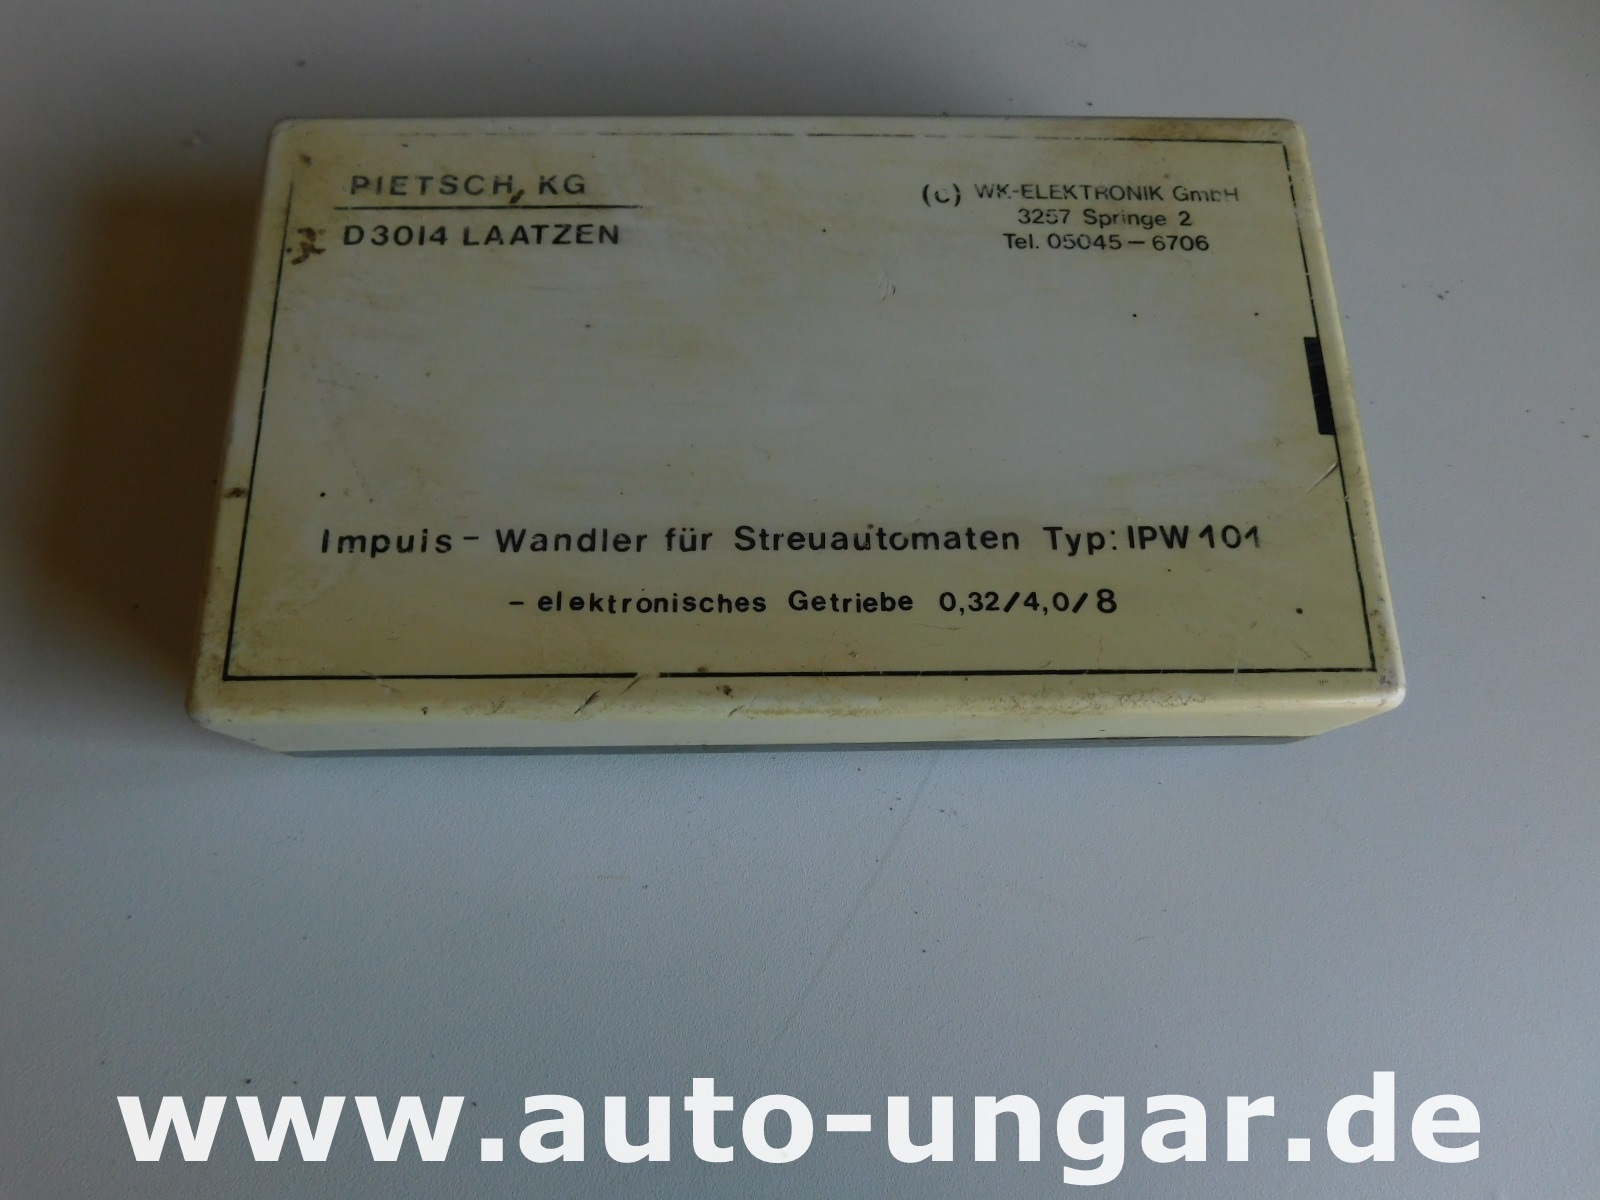 PIETSCH, KG
D3014 LAATZEN
(c) WK-ELEKTRONIK GmbH
3257 Springe 2
Tel. 05045-6706
Impuls - Wandler für Streuautomaten Typ: IPW 101
- elektronisches Getriebe 0,32/4,0/8
www.auto-ungar.de